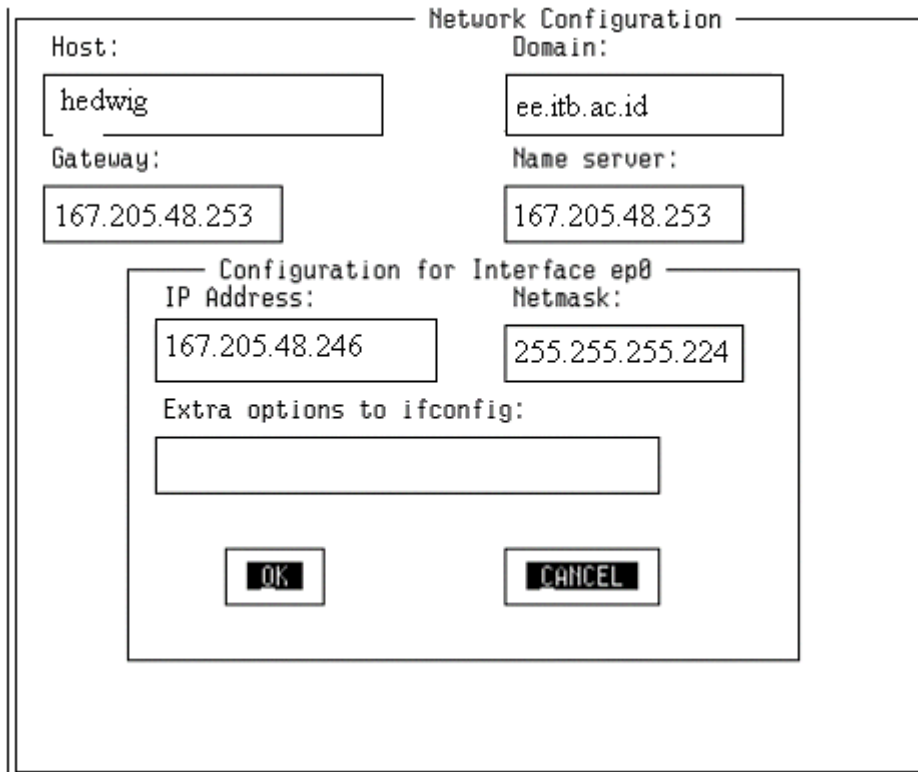 Network Configuration
Host: Domain:
hedwig ee.itb.ac.id
Gateway: Name server:
167.205.48.253 167.205.48.253
Configuration for Interface ep0
IP Address: Netmask:
167.205.48.246 255.255.255.224
Extra options to ifconfig:
OK CANCEL